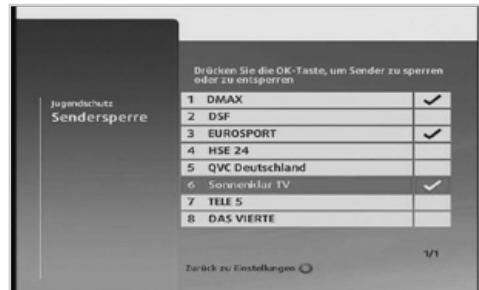 Drücken Sie die OK-Taste, um Sender zu sperren
oder zu entsperren
Jugendschutz
Sendersperre
1 DMAX
2 DSF
3 EUROSPORT
4 HSE 24
5 QVC Deutschland
6 Sonnenklar TV
7 TELE 5
8 DAS VIERTE
1/1
Zurück zu Einstellungen